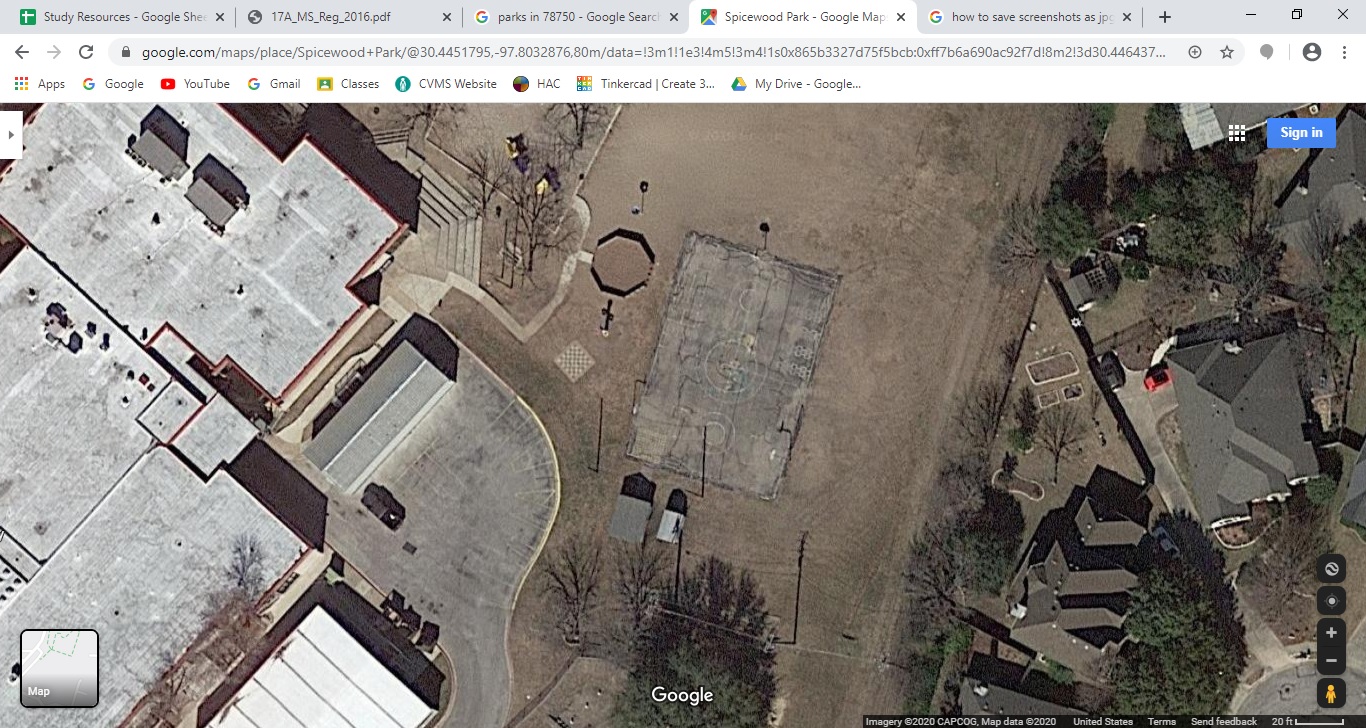 Study Resources - Google She
17A_MS_Reg_2016.pdf
parks in 78750 - Google Search
Spicewood Park - Google Maps
how to save screenshots as jpg
google.com/maps/place/Spicewood+Park/@30.4451795,-97.8032876,80m/data=!3m1!1e3!4m5!3m4!1s0x865b3327d75f5bcb:0xff7b6a690ac92f7d!8m2!3d30.446437...
Apps
Google
YouTube
Gmail
Classes
CVMS Website
HAC
Tinkercad | Create 3...
My Drive - Google...
Sign in
Map
Google
Imagery ©2020 CAPCOG, Map data ©2020 United States Terms Send feedback 20 ft